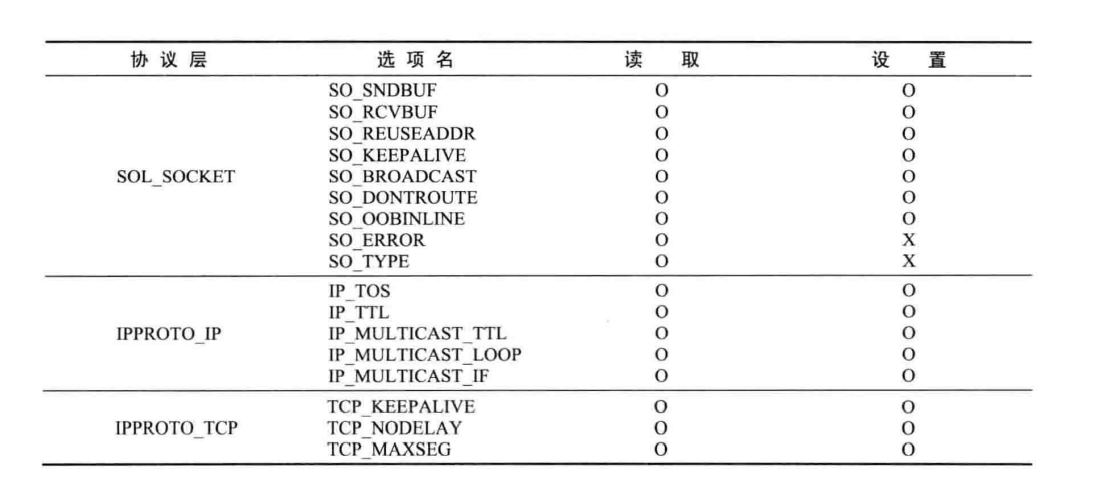 协议层 选项名 读 取 设 置
SO_SNDBUF O O
SO_RCVBUF O O
SO_REUSEADDR O O
SO_KEEPALIVE O O
SOL_SOCKET SO_BROADCAST O O
SO_DONTROUTE O O
SO_OOBINLINE O O
SO_ERROR O X
SO_TYPE O X
IP_TOS O O
IP_TTL O O
IPPROTO_IP IP_MULTICAST_TTL O O
IP_MULTICAST_LOOP O O
IP_MULTICAST_IF O O
TCP_KEEPALIVE O O
IPPROTO_TCP TCP_NODELAY O O
TCP_MAXSEG O O